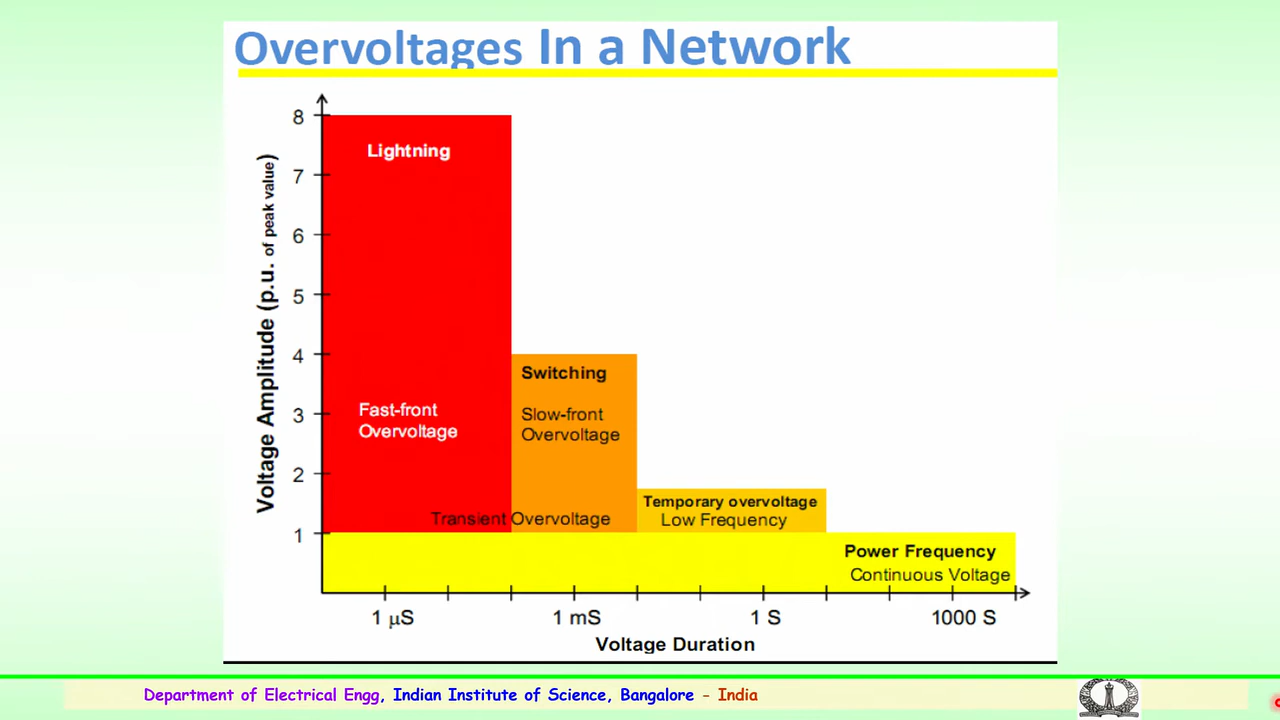 Overvoltages In a Network
Voltage Amplitude (p.u. of peak value)
8
7
6
5
4
3
2
1
Lightning
Fast-front
Overvoltage
Switching
Slow-front
Overvoltage
Transient Overvoltage
Temporary overvoltage
Low Frequency
Power Frequency
Continuous Voltage
1 μS 1 mS 1 S 1000 S
Voltage Duration
Department of Electrical Engg, Indian Institute of Science, Bangalore - India